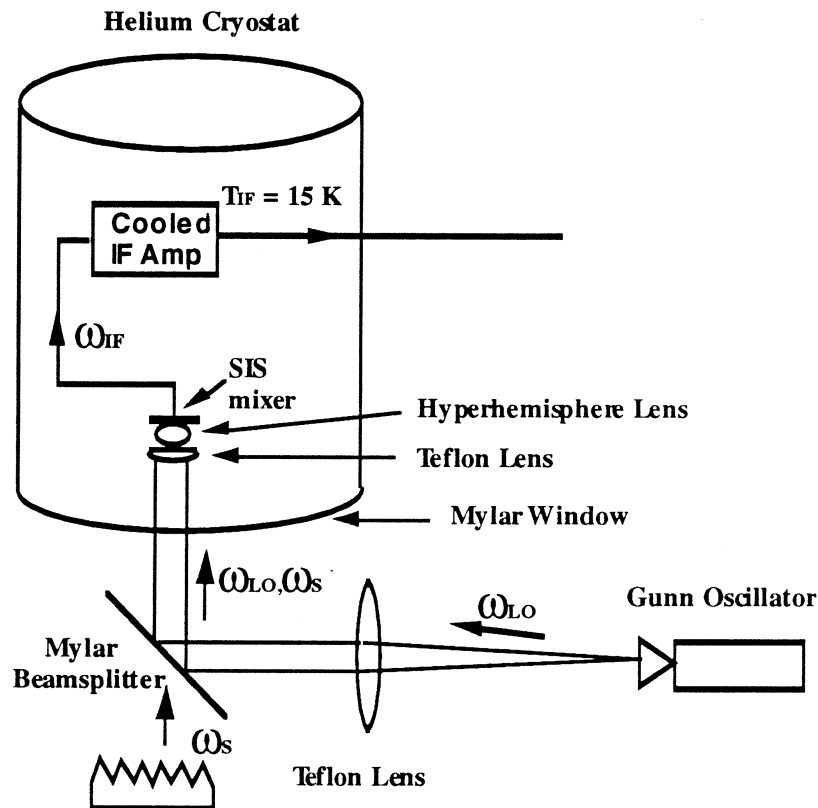 Helium Cryostat
TIF = 15 K
Cooled
IF Amp
ωIF
SIS
mixer
Hyperhemisphere Lens
Teflon Lens
Mylar Window
ωLO,ωS
ωLO
Gunn Oscillator
Mylar
Beamsplitter
ωS
Teflon Lens